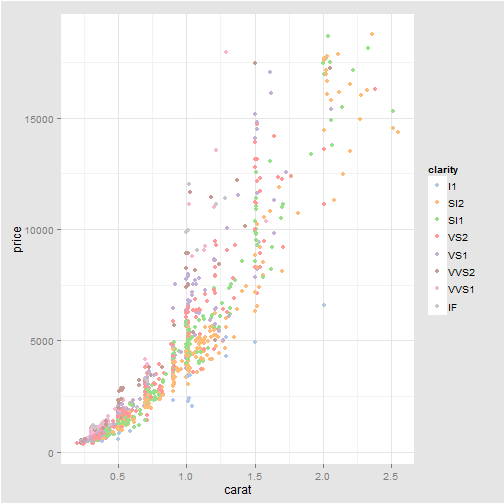 15000
10000
5000
0
price
0.5
1.0
1.5
2.0
2.5
carat
clarity
I1
SI2
SI1
VS2
VS1
VVS2
VVS1
IF